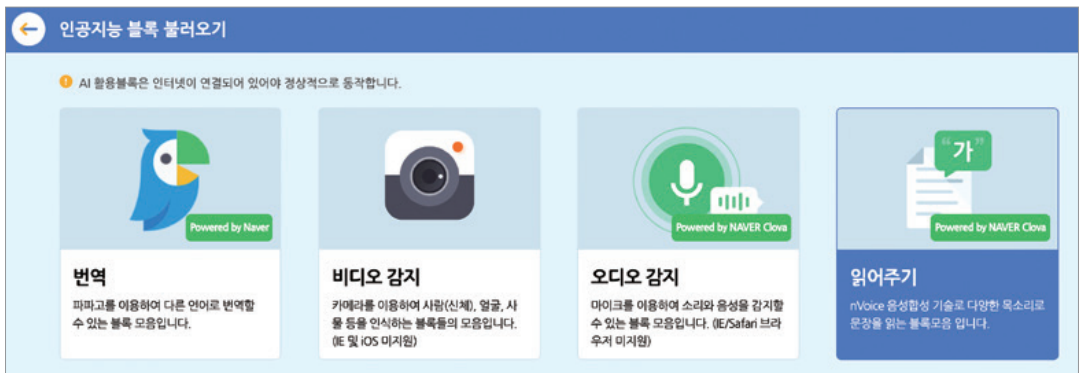 인공지능 블록 불러오기
AI 활용블록은 인터넷이 연결되어 있어야 정상적으로 동작합니다.
Powered by Naver
번역
파파고를 이용하여 다른 언어로 번역할
수 있는 블록 모음입니다.
비디오 감지
카메라를 이용하여 사람(신체), 얼굴, 사
물 등을 인식하는 블록들의 모음입니다.
(IE 및 iOS 미지원)
Powered by NAVER Clova
오디오 감지
마이크를 이용하여 소리와 음성을 감지할
수 있는 블록 모음입니다. (IE/Safari 브라
우저 미지원)
“가”
Powered by NAVER Clova
읽어주기
nVoice 음성합성 기술로 다양한 목소리로
문장을 읽는 블록모음 입니다.